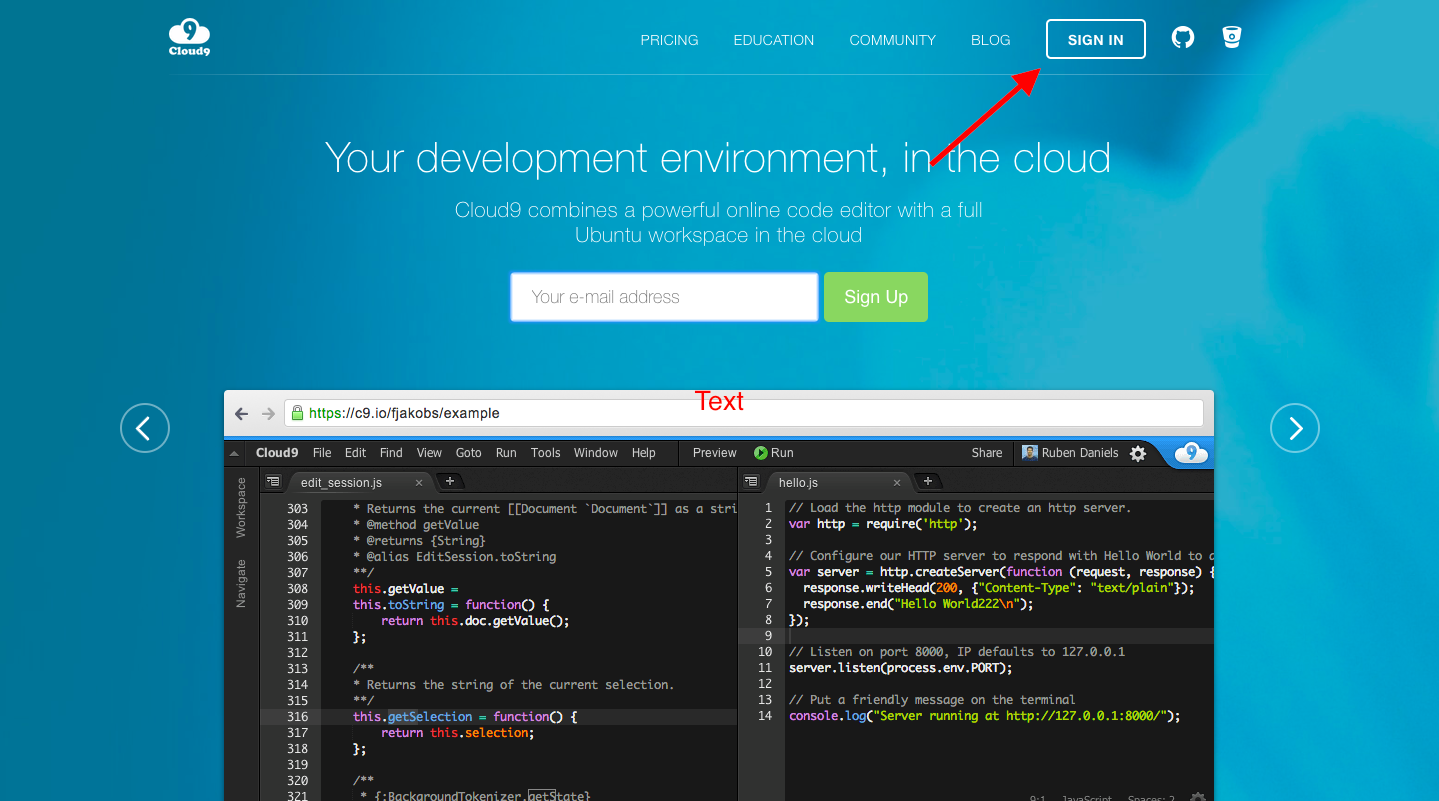 9
Cloud9
PRICING EDUCATION COMMUNITY BLOG SIGN IN
Your development environment, in the cloud
Cloud9 combines a powerful online code editor with a full
Ubuntu workspace in the cloud
Your e-mail address Sign Up
Text
https://c9.io/fjakobs/example
Cloud9 File Edit Find View Goto Run Tools Window Help Preview Run Share Ruben Daniels 9
Workspace
Navigate
edit_session.js × +
303 * Returns the current [[Document `Document`]] as a stri
304 * @method getValue
305 * @returns {String}
306 * @alias EditSession.toString
307 **/
308 this.getValue =
309 this.toString = function() {
310 return this.doc.getValue();
311 };
312
313 /**
314 * Returns the string of the current selection.
315 **/
316 this.getSelection = function() {
317 return this.selection;
318 };
319
320 /**
321 * {:BackgroundTokenizer.getState}
hello.js × +
1 // Load the http module to create an http server.
2 var http = require('http');
3
4 // Configure our HTTP server to respond with Hello World to a
5 var server = http.createServer(function (request, response) {
6 response.writeHead(200, {"Content-Type": "text/plain"});
7 response.end("Hello World222\n");
8 });
9
10 // Listen on port 8000, IP defaults to 127.0.0.1
11 server.listen(process.env.PORT);
12
13 // Put a friendly message on the terminal
14 console.log("Server running at http://127.0.0.1:8000/");
9:1 JavaScript Spaces: 2